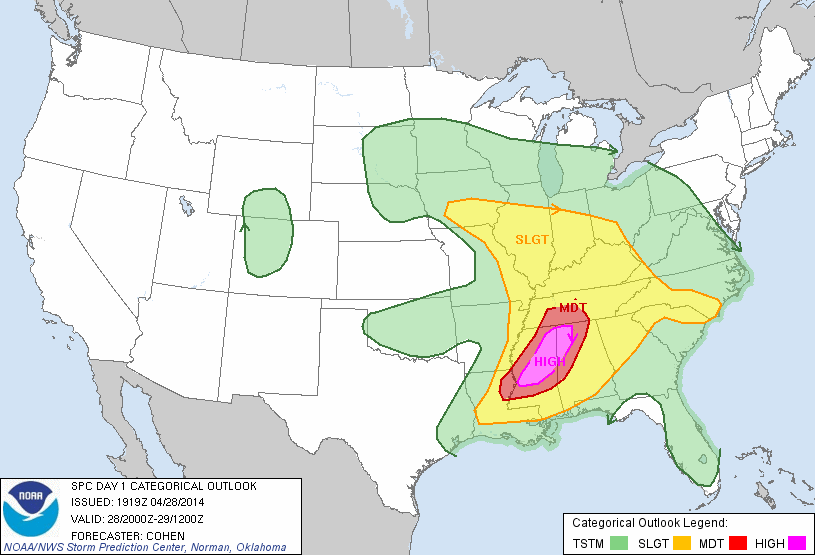 SLGT
MDT
HIGH
NOAA
SPC DAY 1 CATEGORICAL OUTLOOK
ISSUED: 1919Z 04/28/2014
VALID: 28/2000Z-29/1200Z
FORECASTER: COHEN
NOAA/NWS Storm Prediction Center, Norman, Oklahoma
Categorical Outlook Legend:
TSTM SLGT MDT HIGH